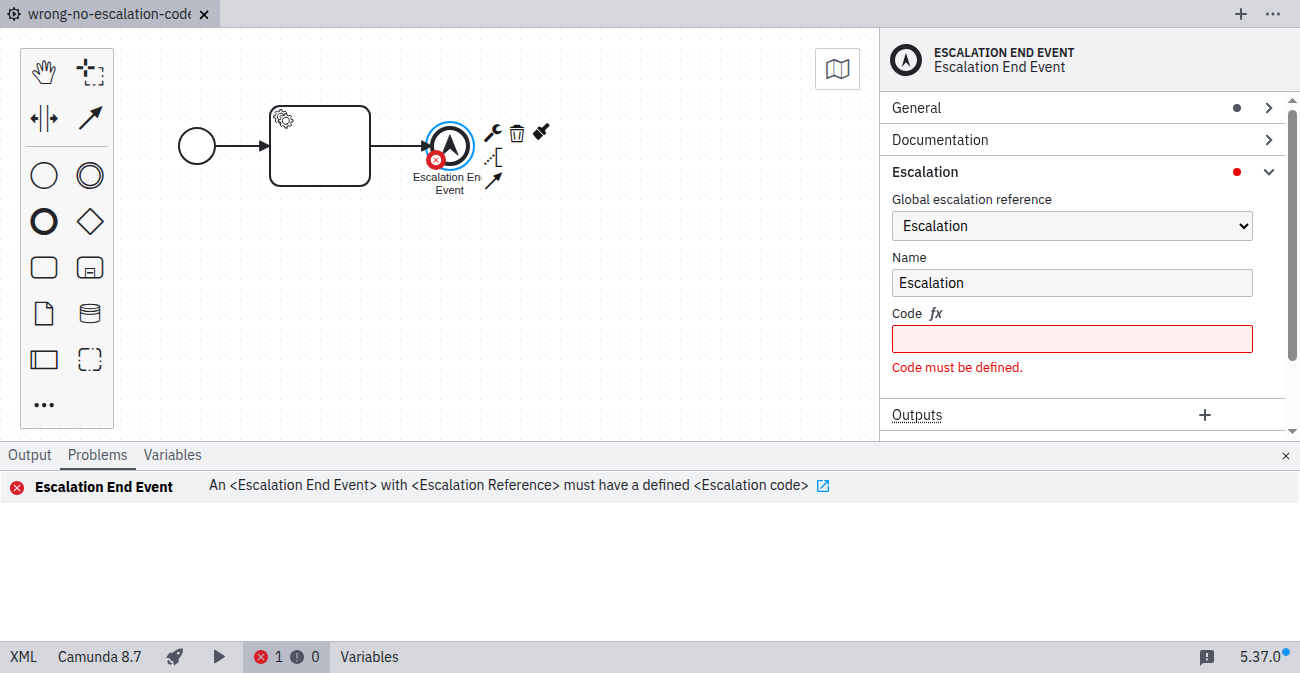 wrong-no-escalation-code
ESCALATION END EVENT
Escalation End Event
General
Documentation
Escalation
Global escalation reference
Escalation
Name
Escalation
Code fx
Code must be defined.
Outputs
Escalation End
Event
Output Problems Variables
Escalation End Event An <Escalation End Event> with <Escalation Reference> must have a defined <Escalation code>
XML Camunda 8.7 1 0 Variables 5.37.0